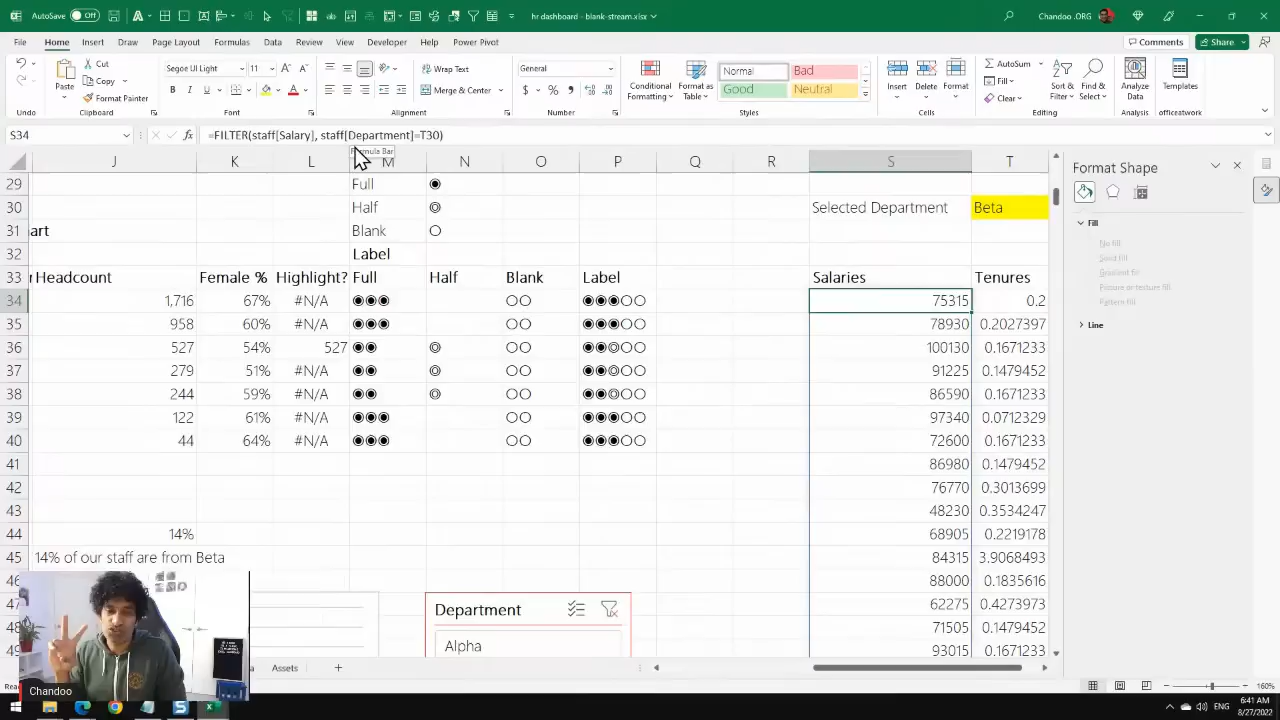 AutoSave Off
hr dashboard - blank-stream.xlsx
Chandoo .ORG
File Home Insert Draw Page Layout Formulas Data Review View Developer Help Power Pivot
Comments Share
Paste
Cut
Copy
Format Painter
Segoe UI Light 11
B I U
Wrap Text
Merge & Center
General
$ % 9
Conditional Formatting
Format as Table
Normal Bad
Good Neutral
Insert Delete Format
AutoSum
Fill
Clear
Sort & Filter
Find & Select
Analyze Data
Templates
Undo Clipboard Font Alignment Number Styles Cells Editing Analysis officeatwork
S34 fx =FILTER(staff[Salary], staff[Department]=T30)
Formula Bar
J K L M N O P Q R S T
29 Full ◉
30 Half ◎ Selected Department Beta
31 art Blank ○
32 Label
33 Headcount Female % Highlight? Full Half Blank Label Salaries Tenures
34 1,716 67% #N/A ◉◉◉ ○○ ◉◉◉○○ 75315 0.2
35 958 60% #N/A ◉◉◉ ○○ ◉◉◉○○ 78930 0.2027397
36 527 54% 527 ◉◉ ◎ ○○ ◉◉◎○○ 100130 0.1671233
37 279 51% #N/A ◉◉ ◎ ○○ ◉◉◎○○ 91225 0.1479452
38 244 59% #N/A ◉◉ ◎ ○○ ◉◉◎○○ 86590 0.1671233
39 122 61% #N/A ◉◉◉ ○○ ◉◉◉○○ 97340 0.0712329
40 44 64% #N/A ◉◉◉ ○○ ◉◉◉○○ 72600 0.1671233
41 86980 0.1479452
42 76770 0.3013699
43 48230 0.3534247
44 14% 68905 0.2219178
45 14% of our staff are from Beta 84315 3.9068493
88000 0.1835616
62275 0.4273973
71505 0.1479452
93015 0.1671233
Department
Alpha
Format Shape
Fill
No fill
Solid fill
Gradient fill
Picture or texture fill
Pattern fill
Line
Chandoo
Assets
160%
ENG
6:41 AM
8/27/2022